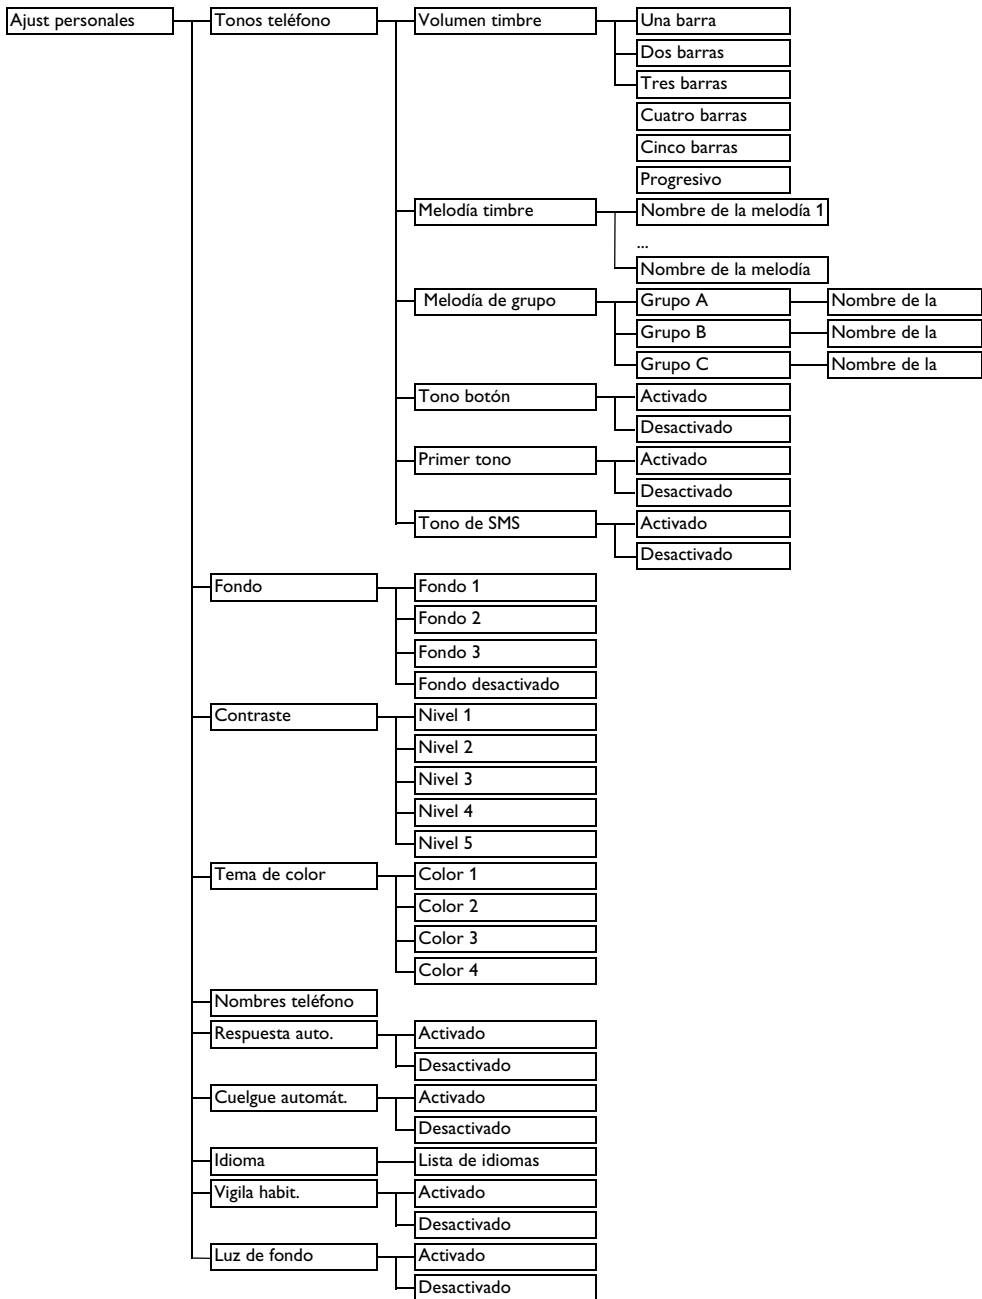 Ajust personales
Tonos teléfono
Volumen timbre
Una barra
Dos barras
Tres barras
Cuatro barras
Cinco barras
Progresivo
Melodía timbre
Nombre de la melodía 1
...
Nombre de la melodía
Melodía de grupo
Grupo A
Nombre de la
Grupo B
Nombre de la
Grupo C
Nombre de la
Tono botón
Activado
Desactivado
Primer tono
Activado
Desactivado
Tono de SMS
Activado
Desactivado
Fondo
Fondo 1
Fondo 2
Fondo 3
Fondo desactivado
Contraste
Nivel 1
Nivel 2
Nivel 3
Nivel 4
Nivel 5
Tema de color
Color 1
Color 2
Color 3
Color 4
Nombres teléfono
Respuesta auto.
Activado
Desactivado
Cuelgue automát.
Activado
Desactivado
Idioma
Lista de idiomas
Vigila habit.
Activado
Desactivado
Luz de fondo
Activado
Desactivado